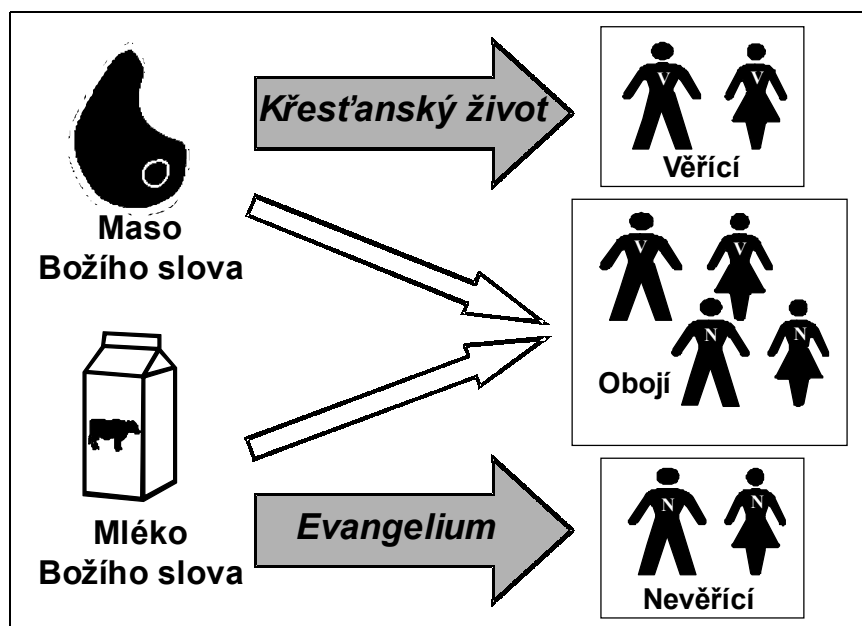 Křesťanský život
V V
Věřící
Maso
Božího slova
V V
N N
Obojí
Evangelium
N N
Nevěřící
Mléko
Božího slova